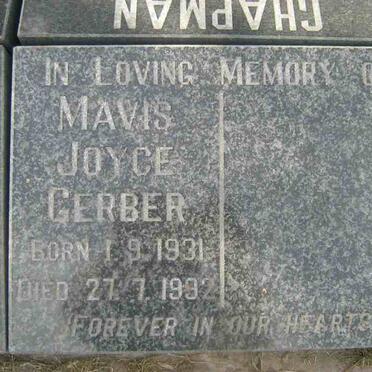 CHAPMAN
IN LOVING MEMORY O
MAVIS
JOYCE
GERBER
BORN 1.9.1931
DIED 27.7.1992
FOREVER IN OUR HEARTS